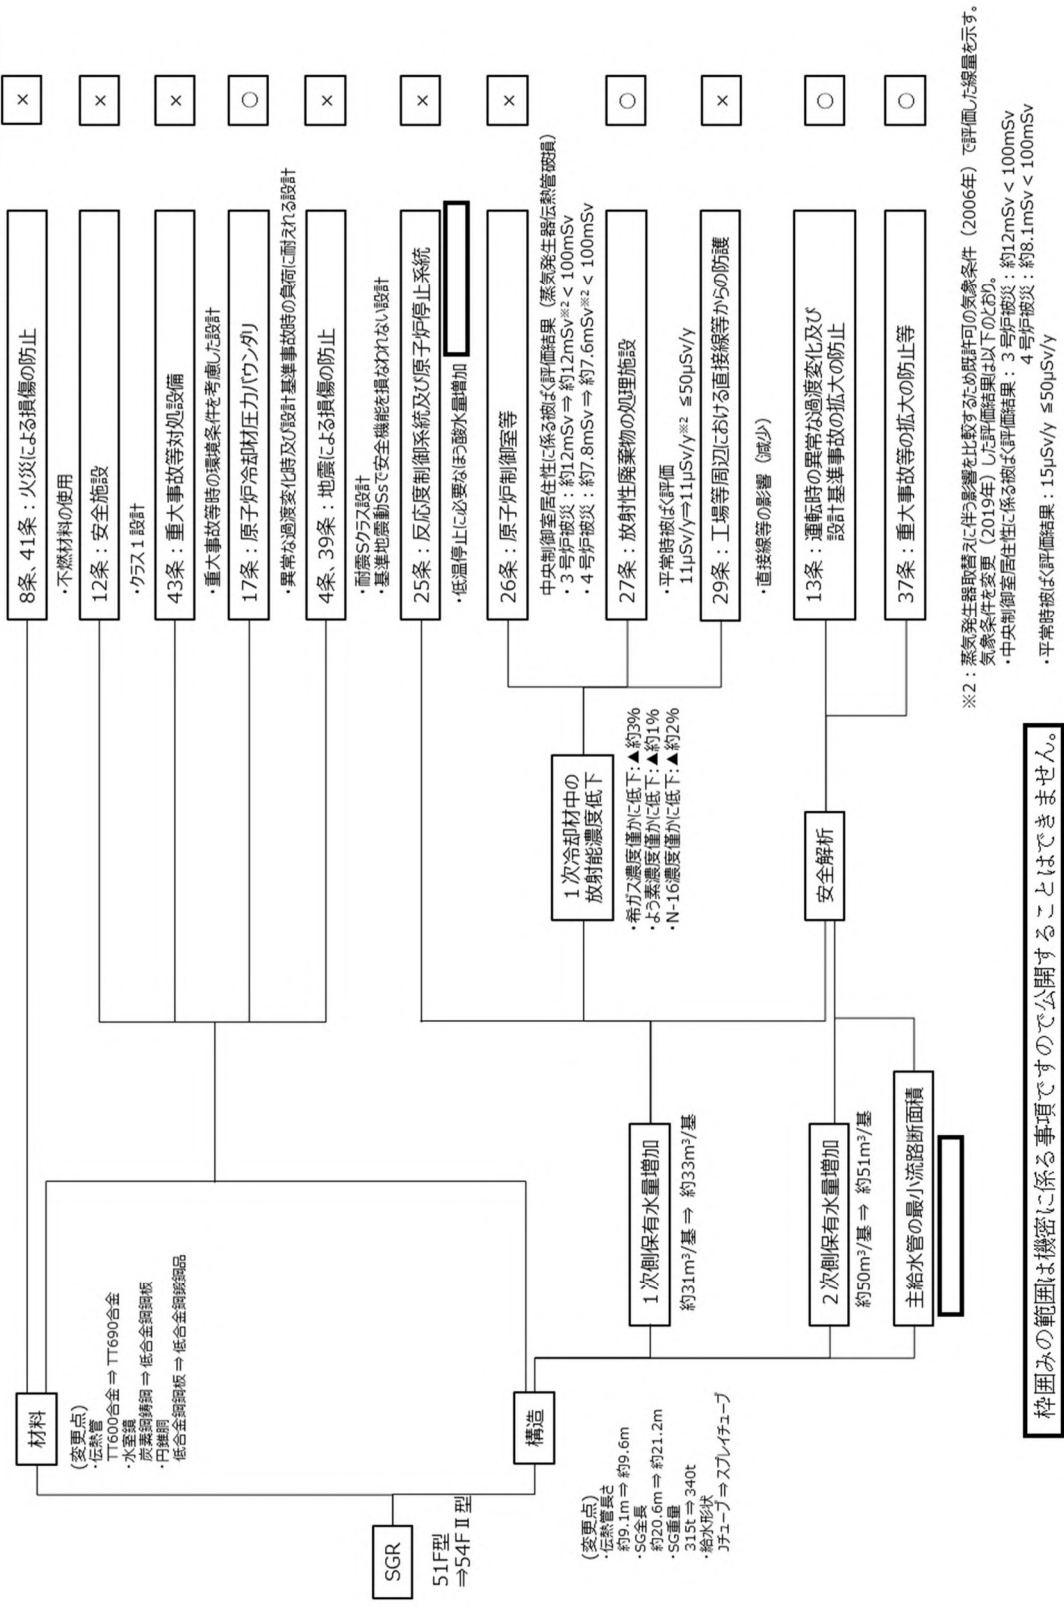 SGR
51F型
⇒54FⅡ型
材料
(変更点)
・伝熱管
TT600合金⇒TT690合金
・水室鏡
炭素鋼鋳鋼⇒低合金鋼鋼板
・円錐胴
低合金鋼鋼板⇒低合金鋼鍛鋼品
構造
(変更点)
・伝熱管長さ
約9.1m⇒約9.6m
・SG全長
約20.6m⇒約21.2m
・SG重量
315t⇒340t
・給水形状
Jチューブ⇒スプレイチューブ
1次側保有水量増加
約31m³/基⇒ 約33m³/基
2次側保有水量増加
約50m³/基⇒ 約51m³/基
主給水管の最小流路断面積
1次冷却材中の
放射能濃度低下
・希ガス濃度僅かに低下:▲約3%
・よう素濃度僅かに低下:▲約1%
・N-16濃度僅かに低下:▲約2%
安全解析
8条、41条:火災による損傷の防止
×
・不燃材料の使用
12条:安全施設
×
・クラス1設計
43条:重大事故等対処設備
×
・重大事故等時の環境条件を考慮した設計
17条:原子炉冷却材圧力バウンダリ
○
・異常な過渡変化時及び設計基準事故時の負荷に耐えれる設計
4条、39条:地震による損傷の防止
×
・耐震Sクラス設計
・基準地震動Ssで安全機能を損なわれない設計
25条:反応度制御系統及び原子炉停止系統
×
・低温停止に必要なほう酸水量増加
26条:原子炉制御室等
×
中央制御室居住性に係る被ばく評価結果(蒸気発生器伝熱管破損)
・3号炉被災:約12mSv⇒約12mSv※2<100mSv
・4号炉被災:約7.8mSv⇒約7.6mSv※2<100mSv
27条:放射性廃棄物の処理施設
○
・平常時被ばく評価
11μSv/y⇒11μSv/y※2 ≦50μSv/y
29条:工場等周辺における直接線等からの防護
×
・直接線等の影響(減少)
13条:運転時の異常な過渡変化及び
設計基準事故の拡大の防止
○
37条:重大事故等の拡大の防止等
○
※2:蒸気発生器取替えに伴う影響を比較するため既許可の気象条件(2006年)で評価した線量を示す。
気象条件を変更(2019年)した評価結果は以下のとおり。
・中央制御室居住性に係る被ばく評価結果:3号炉被災:約12mSv<100mSv
4号炉被災:約8.1mSv<100mSv
・平常時被ばく評価結果:15μSv/y ≦50μSv/y
枠囲みの範囲は機密に係る事項ですので公開することはできません。